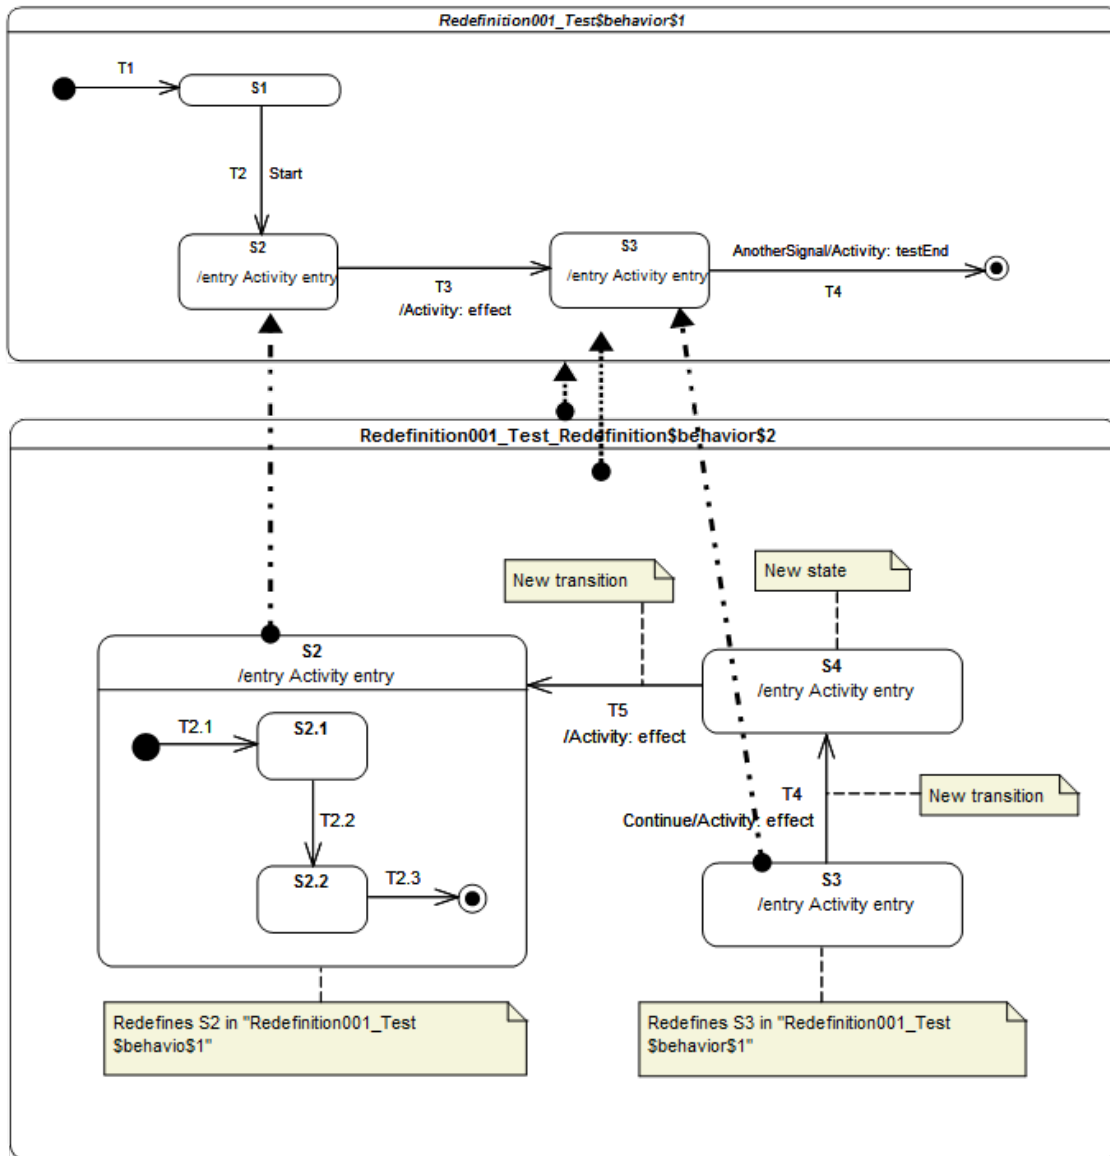 Redefinition001_Test$behavior$1
T1
S1
T2 Start
S2
/entry Activity entry
S3
/entry Activity entry
T3
/Activity: effect
AnotherSignal/Activity: testEnd
T4
Redefinition001_Test_Redefinition$behavior$2
New transition
New state
S2
/entry Activity entry
S4
/entry Activity entry
T5
/Activity: effect
T2.1
S2.1
T2.2
S2.2
T2.3
T4
Continue/Activity: effect
New transition
S3
/entry Activity entry
Redefines S2 in "Redefinition001_Test
$behavio$1"
Redefines S3 in "Redefinition001_Test
$behavior$1"